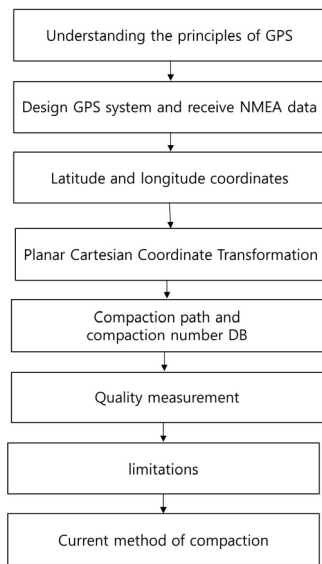 Understanding the principles of GPS
Design GPS system and receive NMEA data
Latitude and longitude coordinates
Planar Cartesian Coordinate Transformation
Compaction path and
compaction number DB
Quality measurement
limitations
Current method of compaction